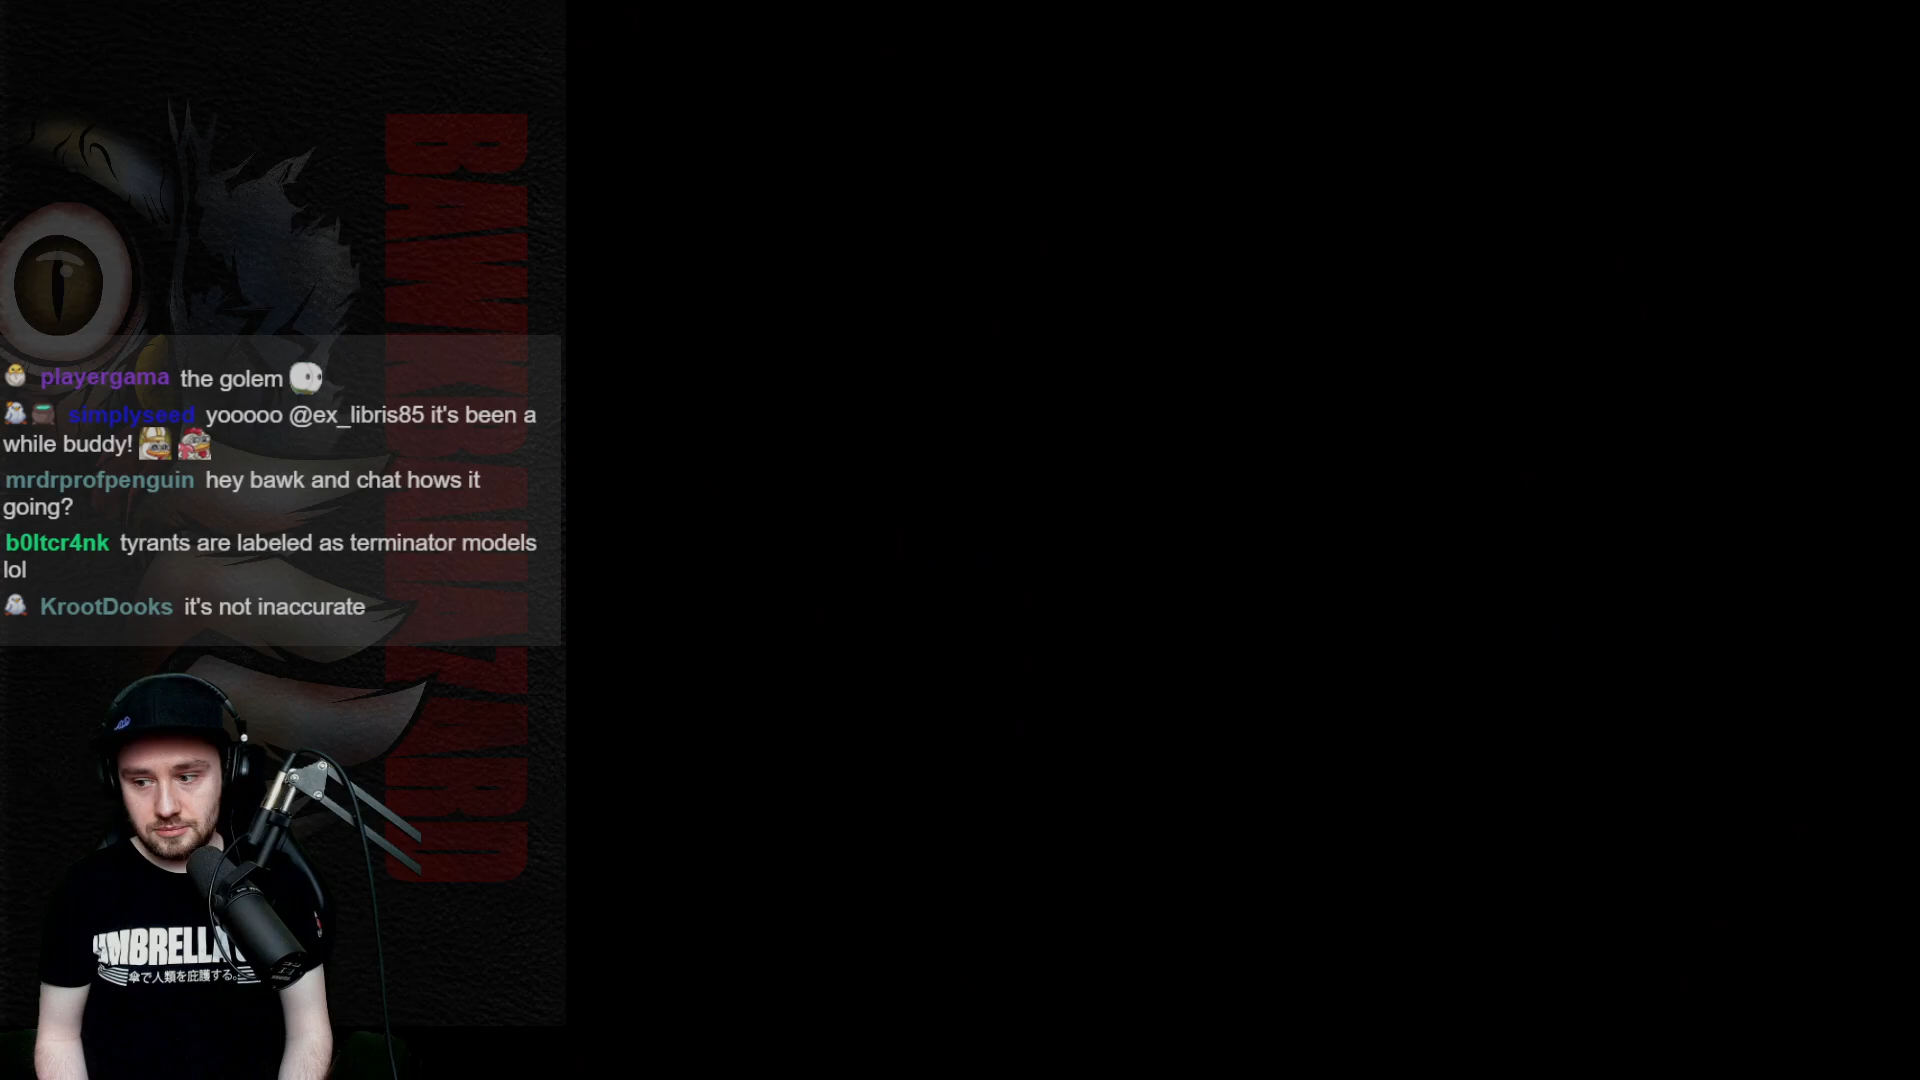 BAWKBAZARD
playergama the golem
simplyseed yooooo @ex_libris85 it's been a
while buddy!
mrdrprofpenguin hey bawk and chat hows it
going?
b0ltcr4nk tyrants are labeled as terminator models
lol
KrootDooks it's not inaccurate
UMBRELLA
傘で人類を庇護する。